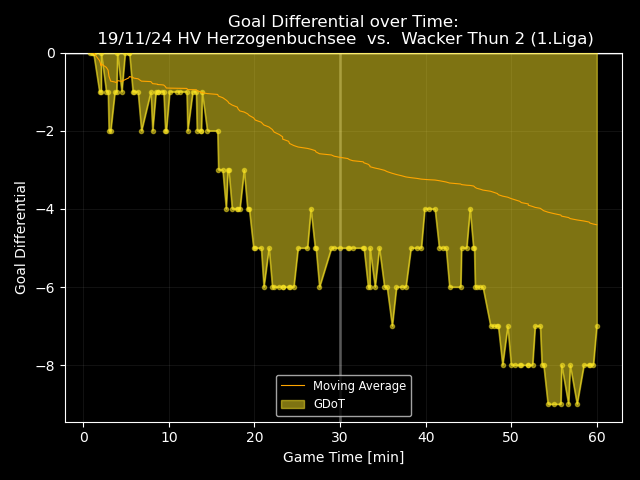 Goal Differential over Time:
19/11/24 HV Herzogenbuchsee vs. Wacker Thun 2 (1.Liga)
0
−2
−4
−6
−8
Goal Differential
Moving Average
GDoT
0 10 20 30 40 50 60
Game Time [min]